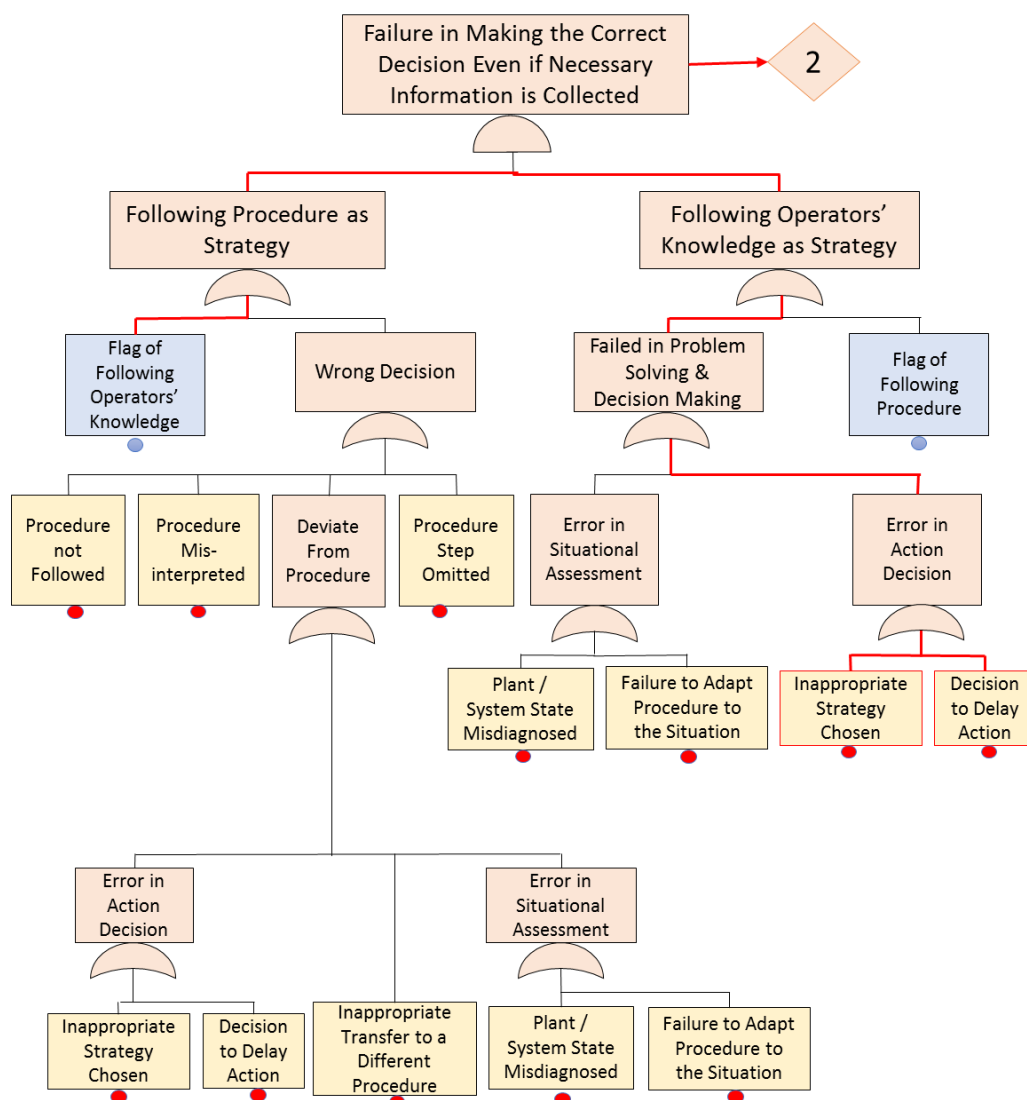 Failure in Making the Correct
Decision Even if Necessary
Information is Collected
2
Following Procedure as
Strategy
Following Operators’
Knowledge as Strategy
Flag of
Following
Operators’
Knowledge
Wrong Decision
Failed in Problem
Solving &
Decision Making
Flag of
Following
Procedure
Procedure
not
Followed
Procedure
Mis-
interpreted
Deviate
From
Procedure
Procedure
Step
Omitted
Error in
Situational
Assessment
Error in
Action
Decision
Plant /
System State
Misdiagnosed
Failure to Adapt
Procedure to
the Situation
Inappropriate
Strategy
Chosen
Decision
to Delay
Action
Error in
Action
Decision
Error in
Situational
Assessment
Inappropriate
Strategy
Chosen
Decision
to Delay
Action
Inappropriate
Transfer to a
Different
Procedure
Plant /
System State
Misdiagnosed
Failure to Adapt
Procedure to
the Situation